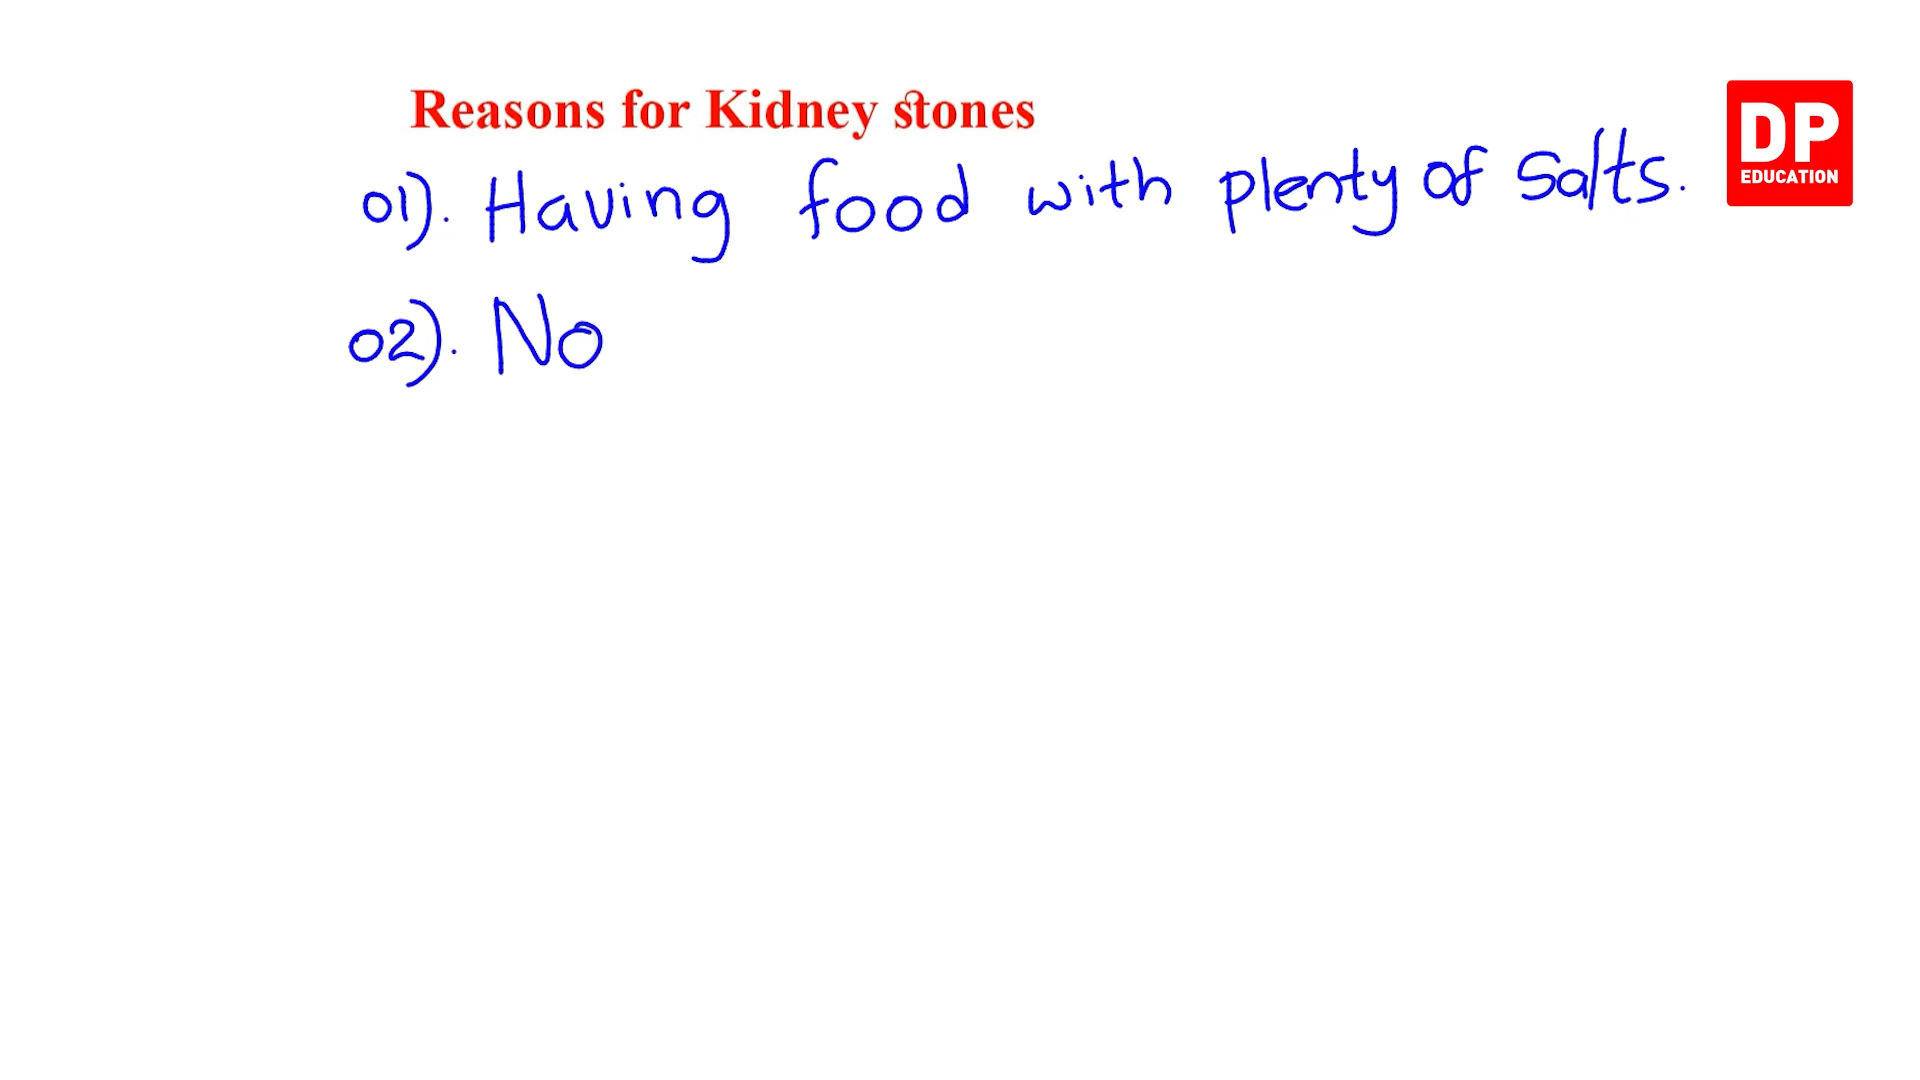 Reasons for Kidney stones
DP
EDUCATION
01). Having food with plenty of Salts.
02). No